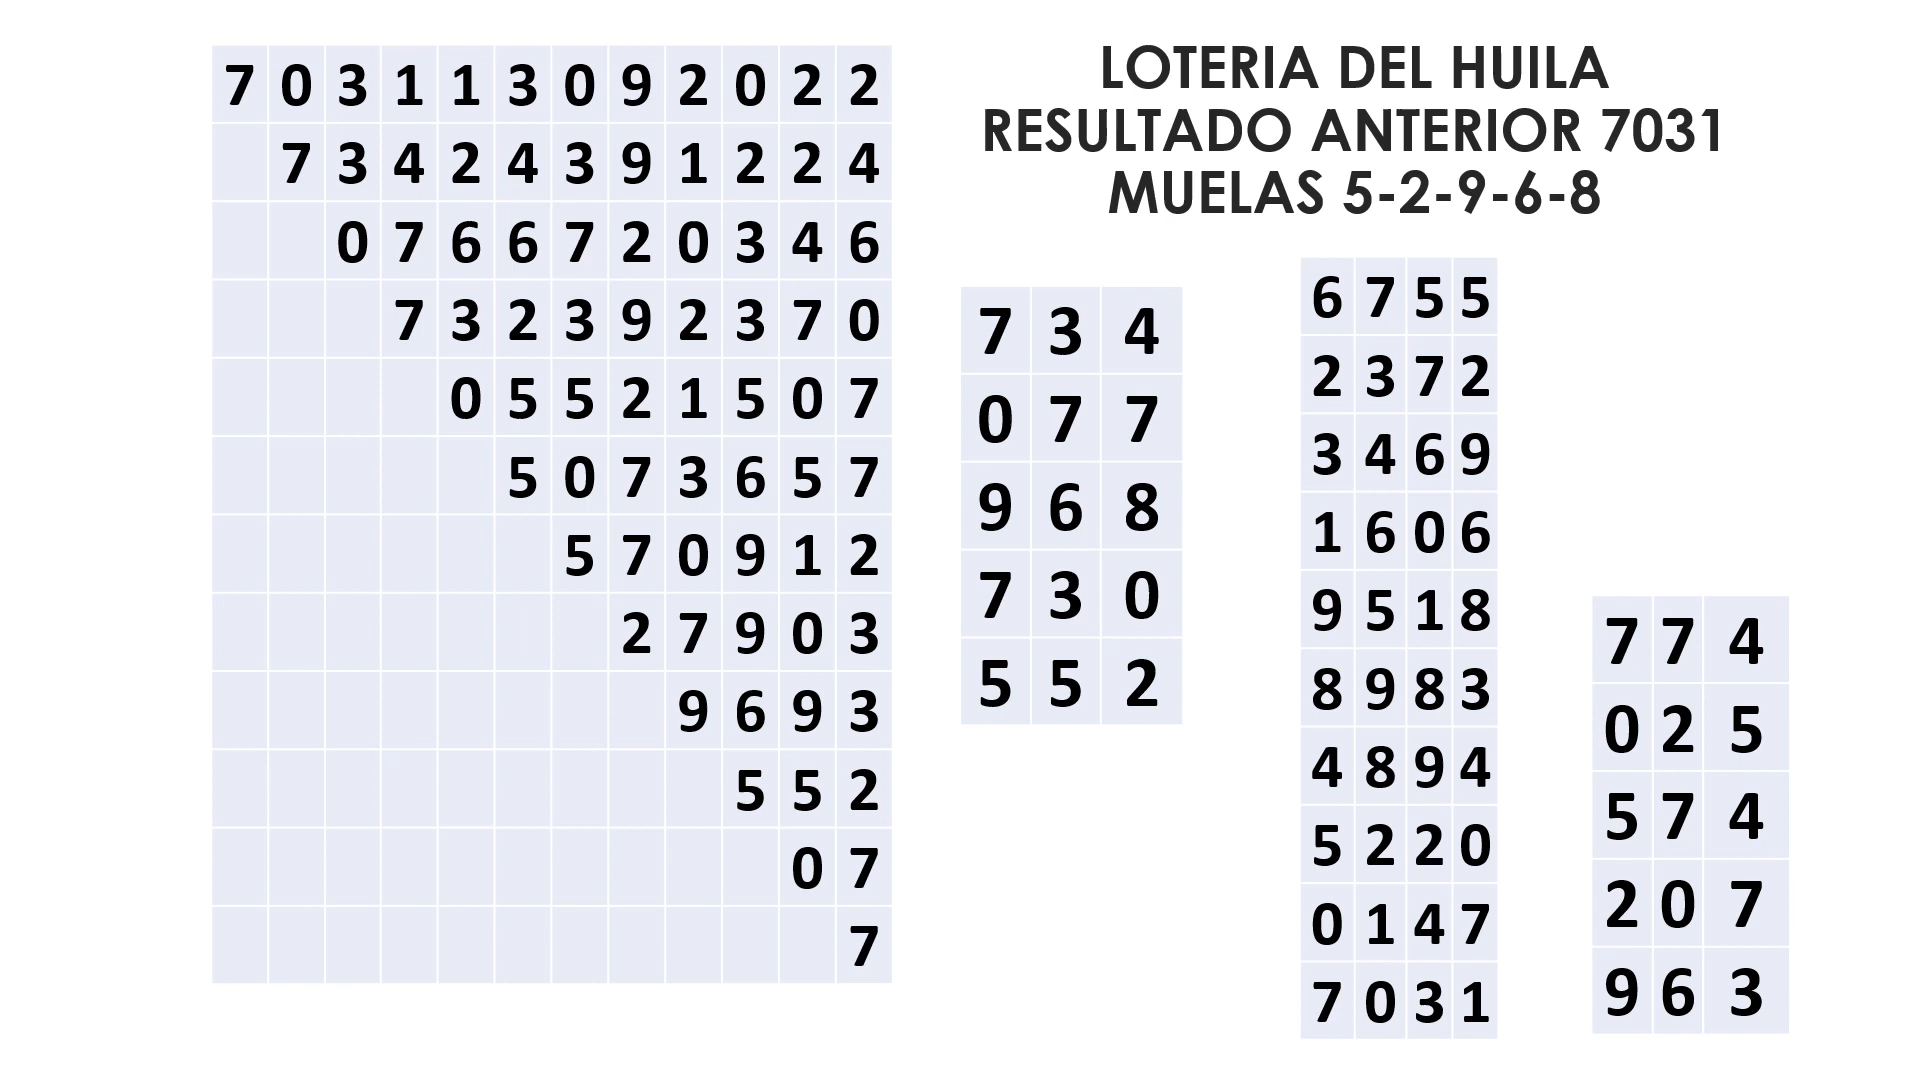 7 0 3 1 1 3 0 9 2 0 2 2
7 3 4 2 4 3 9 1 2 2 4
0 7 6 6 7 2 0 3 4 6
7 3 2 3 9 2 3 7 0
0 5 5 2 1 5 0 7
5 0 7 3 6 5 7
5 7 0 9 1 2
2 7 9 0 3
9 6 9 3
5 5 2
0 7
7
LOTERIA DEL HUILA
RESULTADO ANTERIOR 7031
MUELAS 5-2-9-6-8
7 3 4
0 7 7
9 6 8
7 3 0
5 5 2
6 7 5 5
2 3 7 2
3 4 6 9
1 6 0 6
9 5 1 8
8 9 8 3
4 8 9 4
5 2 2 0
0 1 4 7
7 0 3 1
7 7 4
0 2 5
5 7 4
2 0 7
9 6 3